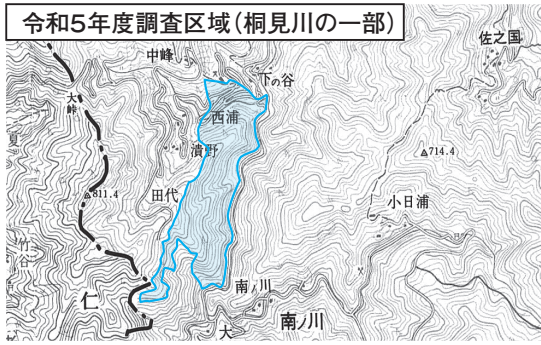 令和5年度調査区域(桐見川の一部)
佐之国
中峰
下の谷
大峠
西浦
潰野
△714.4
△811.4
田代
小日浦
竹谷
南ノ川
仁
大
南ノ川